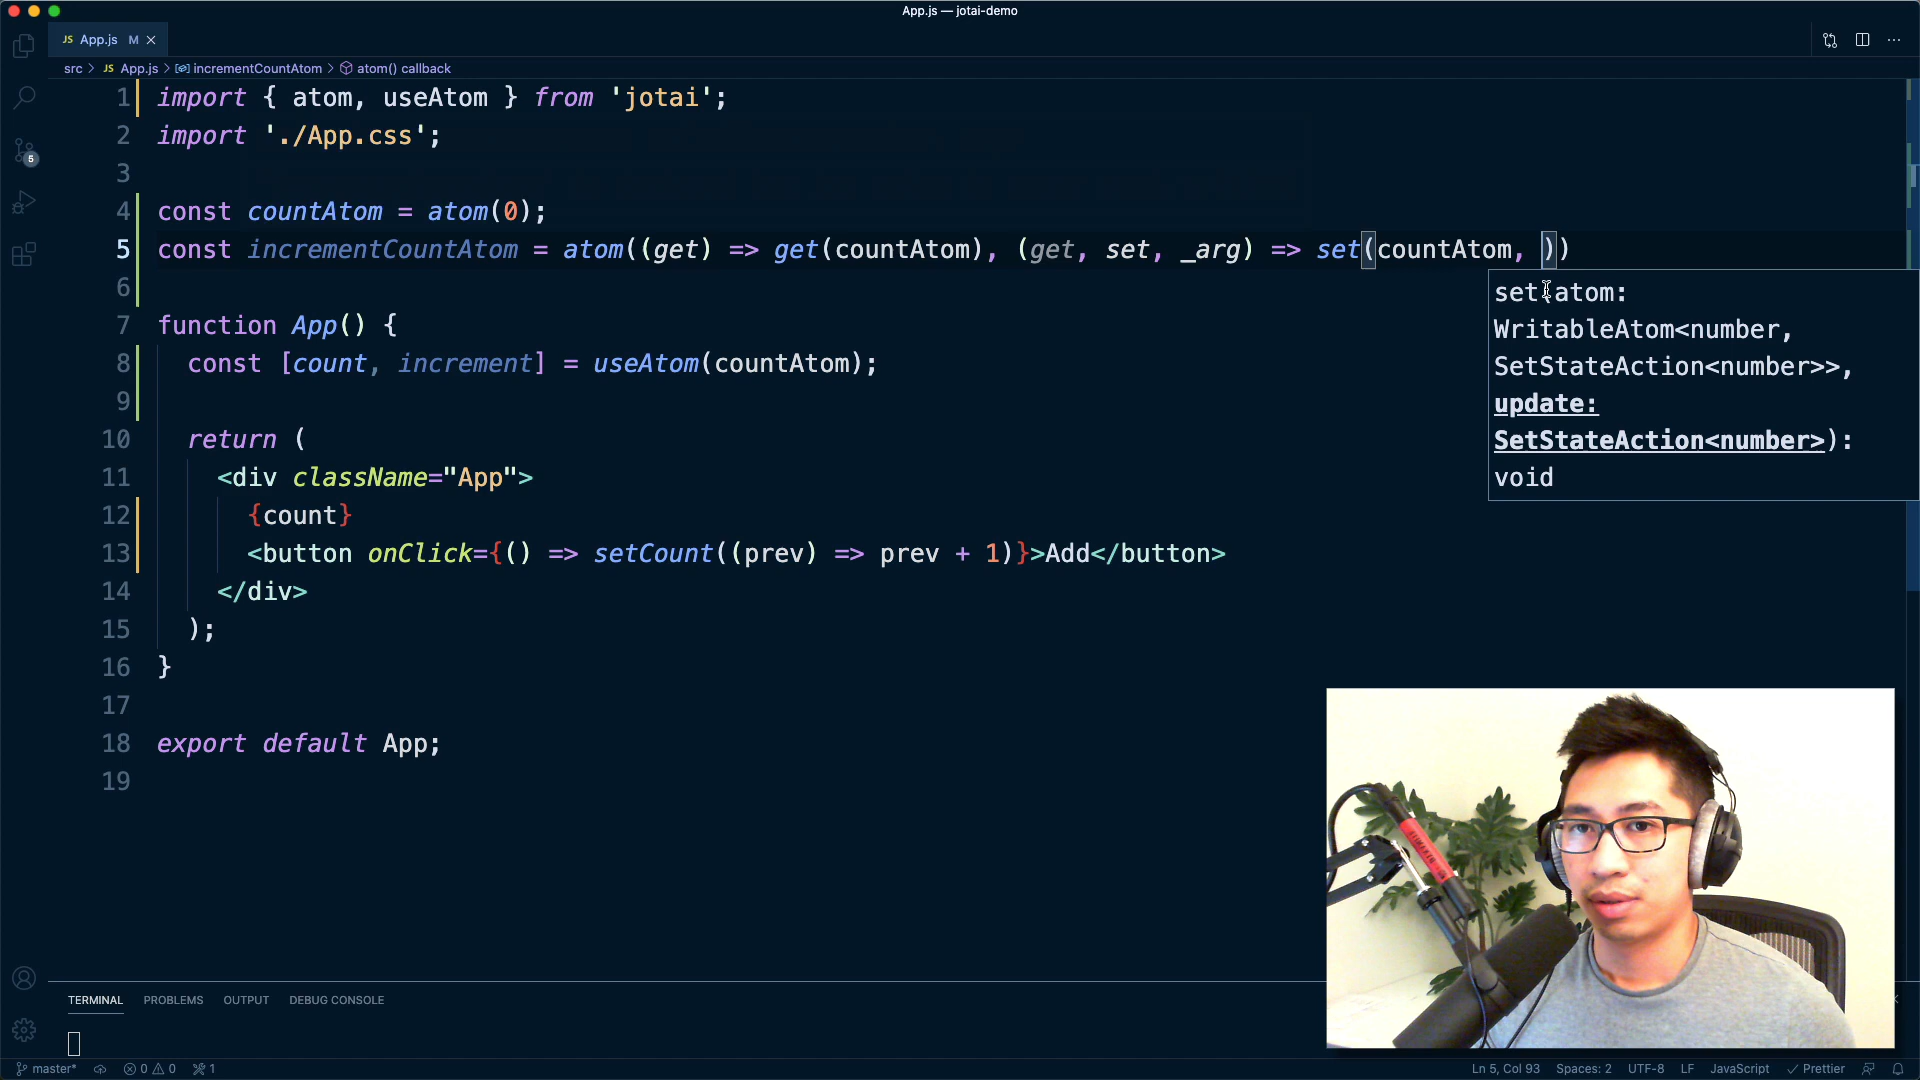 App.js — jotai-demo
JS App.js M
src > JS App.js > incrementCountAtom > atom() callback
1 import { atom, useAtom } from 'jotai';
2 import './App.css';
3
4 const countAtom = atom(0);
5 const incrementCountAtom = atom((get) => get(countAtom), (get, set, _arg) => set(countAtom, ))
6
7 function App() {
8 const [count, increment] = useAtom(countAtom);
9
10 return (
11 <div className="App">
12 {count}
13 <button onClick={() => setCount((prev) => prev + 1)}>Add</button>
14 </div>
15 );
16 }
17
18 export default App;
19
set(atom:
WritableAtom<number,
SetStateAction<number>>,
update:
SetStateAction<number>):
void
5
TERMINAL PROBLEMS OUTPUT DEBUG CONSOLE
master* 0 0 1 Ln 5, Col 93 Spaces: 2 UTF-8 LF JavaScript Prettier